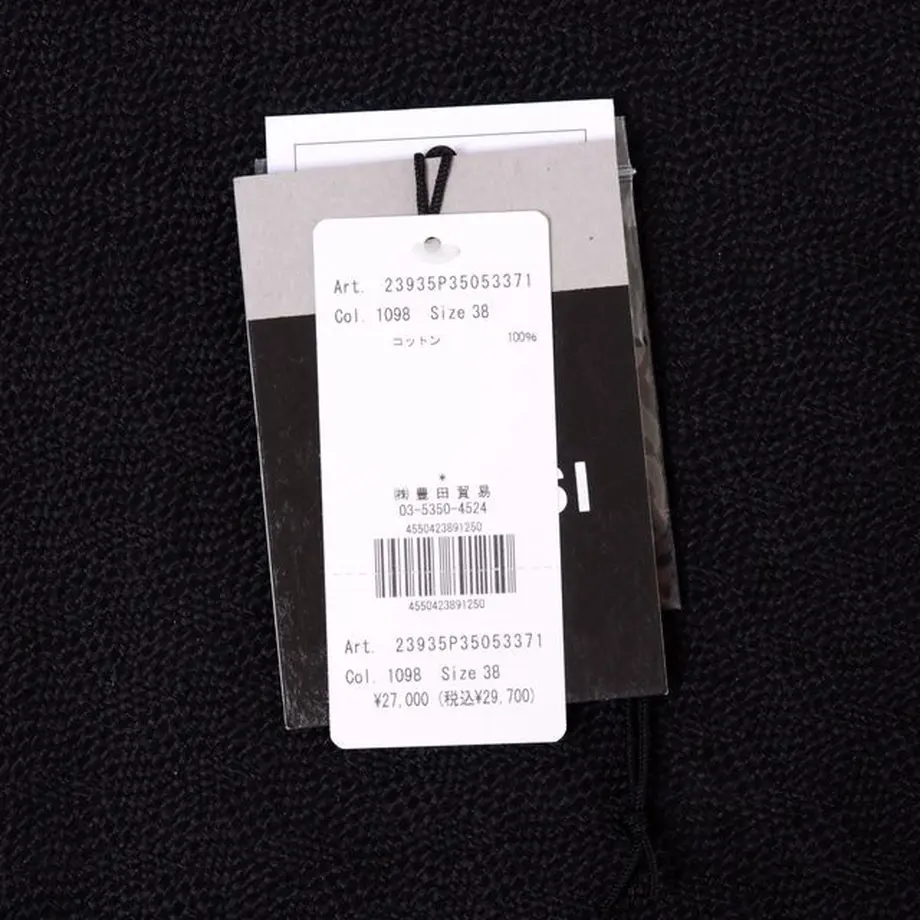 Art. 23935P35053371
Col. 1098 Size 38
コットン 100%
*
㈱ 豊田貿易
03-5350-4524
4550423891250
4550423891250
Art. 23935P35053371
Col. 1098 Size 38
¥27,000 (税込¥29,700)